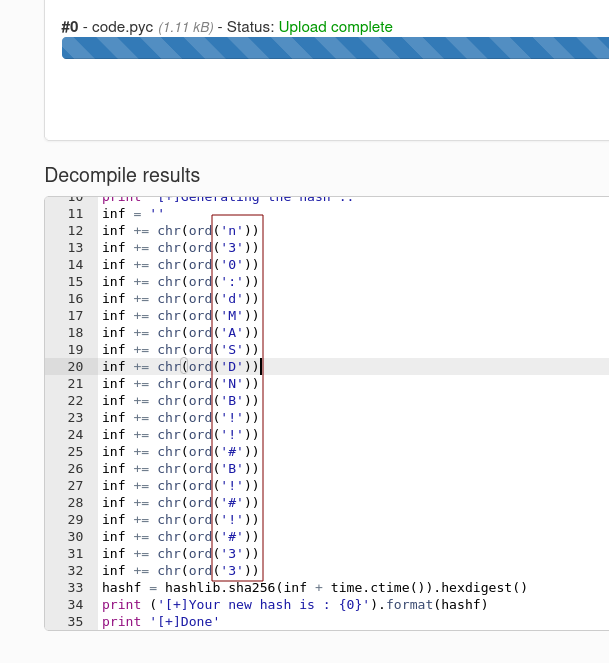 #0 - code.pyc (1.11 kB) - Status: Upload complete
Decompile results
10 print '[+]Generating the hash ..
11 inf = ''
12 inf += chr(ord('n'))
13 inf += chr(ord('3'))
14 inf += chr(ord('0'))
15 inf += chr(ord(':'))
16 inf += chr(ord('d'))
17 inf += chr(ord('M'))
18 inf += chr(ord('A'))
19 inf += chr(ord('S'))
20 inf += chr(ord('D'))
21 inf += chr(ord('N'))
22 inf += chr(ord('B'))
23 inf += chr(ord('!'))
24 inf += chr(ord('!'))
25 inf += chr(ord('#'))
26 inf += chr(ord('B'))
27 inf += chr(ord('!'))
28 inf += chr(ord('#'))
29 inf += chr(ord('!'))
30 inf += chr(ord('#'))
31 inf += chr(ord('3'))
32 inf += chr(ord('3'))
33 hashf = hashlib.sha256(inf + time.ctime()).hexdigest()
34 print ('[+]Your new hash is : {0}').format(hashf)
35 print '[+]Done'